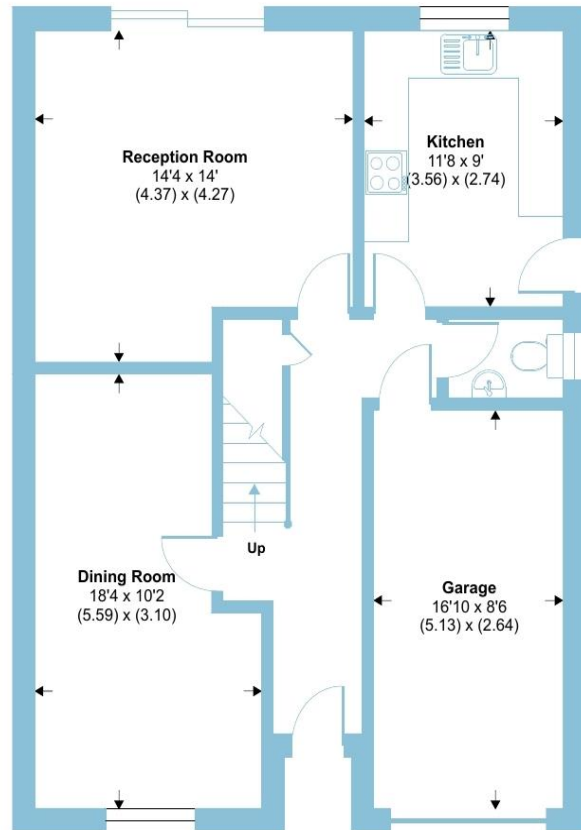 Reception Room
14'4 x 14'
(4.37) x (4.27)
Kitchen
11'8 x 9'
(3.56) x (2.74)
Up
Dining Room
18'4 x 10'2
(5.59) x (3.10)
Garage
16'10 x 8'6
(5.13) x (2.64)